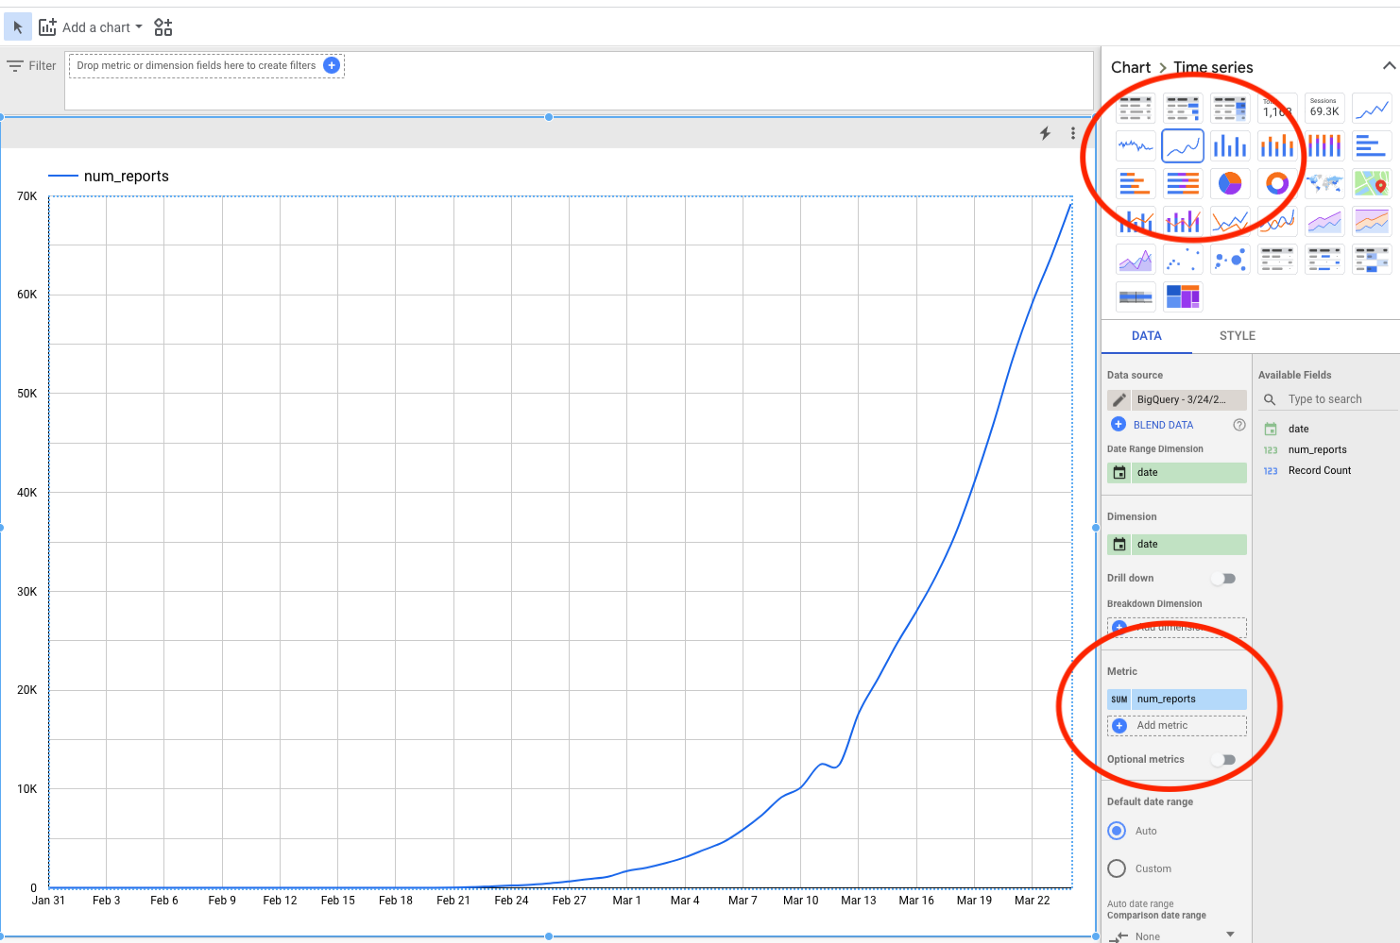 Add a chart
Filter
Drop metric or dimension fields here to create filters
Chart > Time series
Sessions
1,168
69.3K
num_reports
70K
60K
50K
40K
30K
20K
10K
0
Jan 31
Feb 3
Feb 6
Feb 9
Feb 12
Feb 15
Feb 18
Feb 21
Feb 24
Feb 27
Mar 1
Mar 4
Mar 7
Mar 10
Mar 13
Mar 16
Mar 19
Mar 22
DATA
STYLE
Data source
BigQuery - 3/24/2...
BLEND DATA
Date Range Dimension
date
Dimension
date
Drill down
Breakdown Dimension
Add dimension
Metric
SUM num_reports
Add metric
Optional metrics
Default date range
Auto
Custom
Auto date range
Comparison date range
None
Available Fields
Type to search
date
123 num_reports
123 Record Count